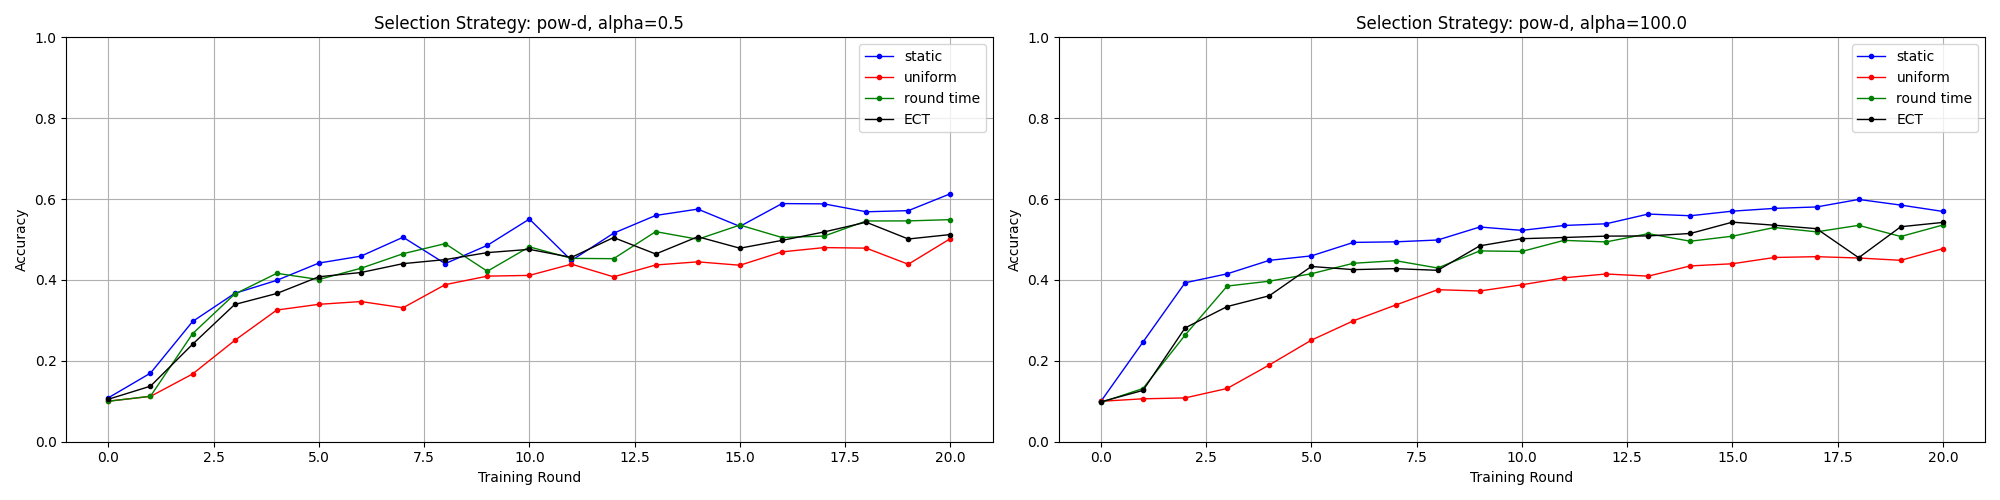 Selection Strategy: pow-d, alpha=0.5
1.0
0.8
0.6
0.4
0.2
0.0
Accuracy
static
uniform
round time
ECT
0.0 2.5 5.0 7.5 10.0 12.5 15.0 17.5 20.0
Training Round
Selection Strategy: pow-d, alpha=100.0
1.0
0.8
0.6
0.4
0.2
0.0
Accuracy
static
uniform
round time
ECT
0.0 2.5 5.0 7.5 10.0 12.5 15.0 17.5 20.0
Training Round